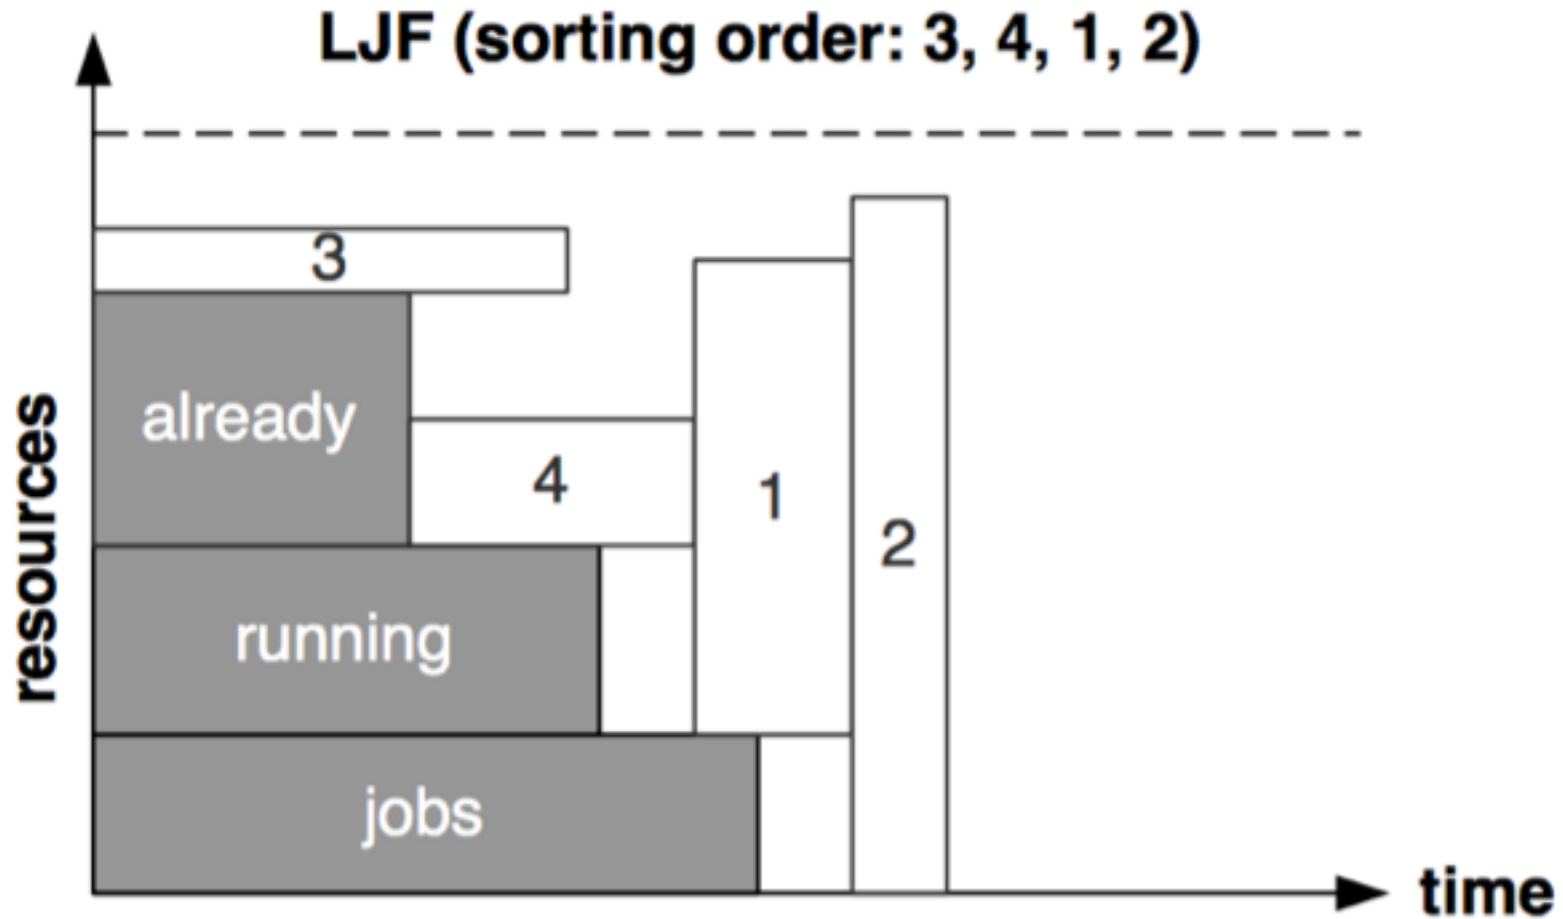 LJF (sorting order: 3, 4, 1, 2)
resources
3
already
4
1
2
running
jobs
time